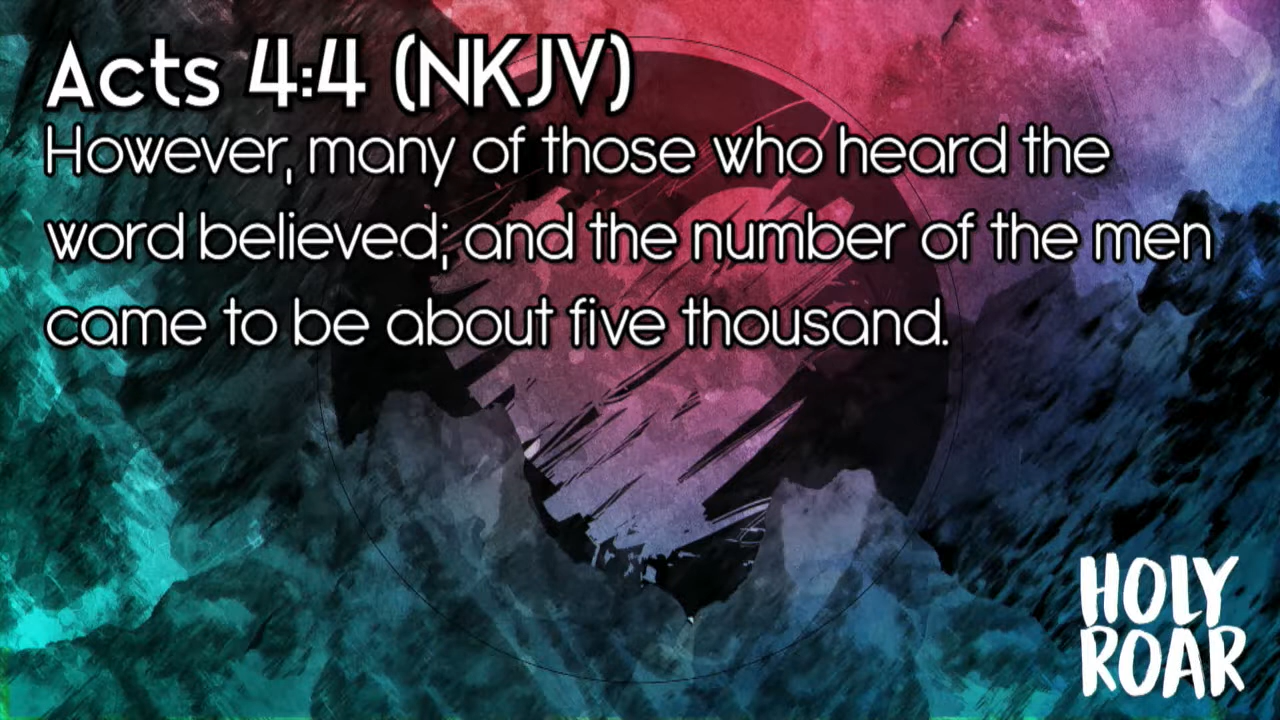 Acts 4:4 (NKJV)
However, many of those who heard the
word believed; and the number of the men
came to be about five thousand.
HOLY
ROAR